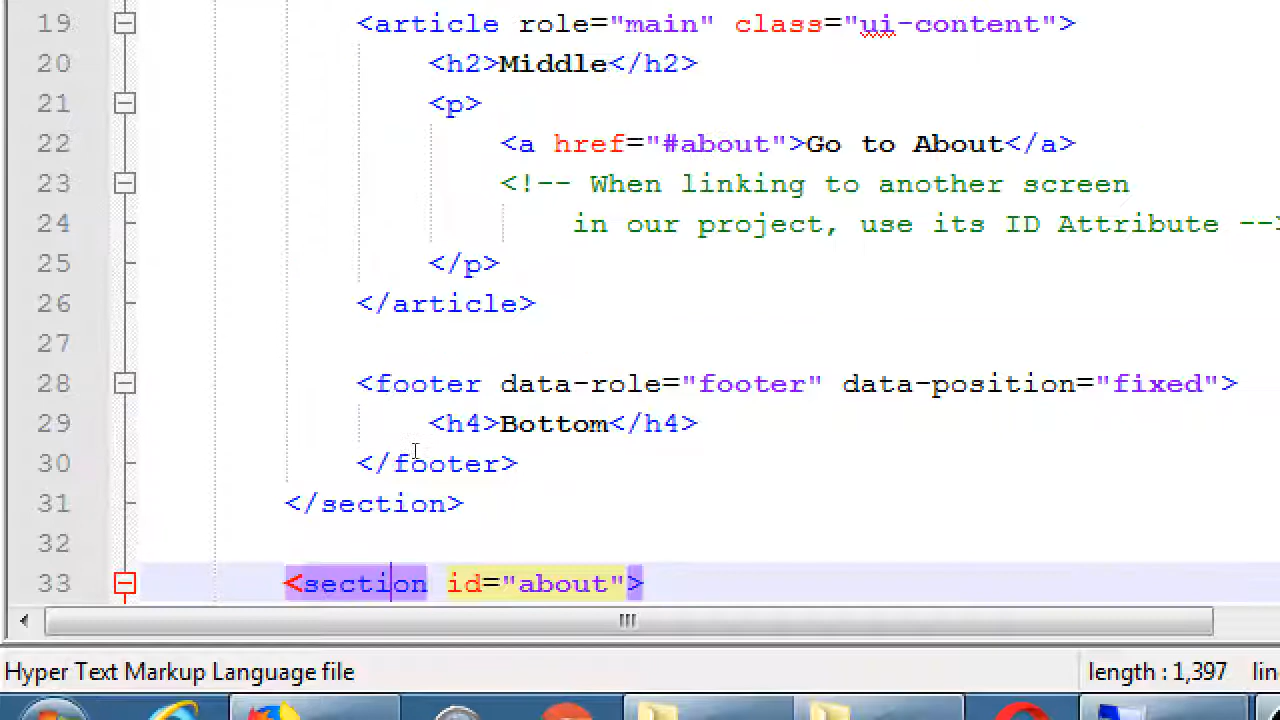 19 <article role="main" class="ui-content">
20 <h2>Middle</h2>
21 <p>
22 <a href="#about">Go to About</a>
23 <!-- When linking to another screen
24 in our project, use its ID Attribute --
25 </p>
26 </article>
27
28 <footer data-role="footer" data-position="fixed">
29 <h4>Bottom</h4>
30 </footer>
31 </section>
32
33 <section id="about">
Hyper Text Markup Language file length : 1,397 lin